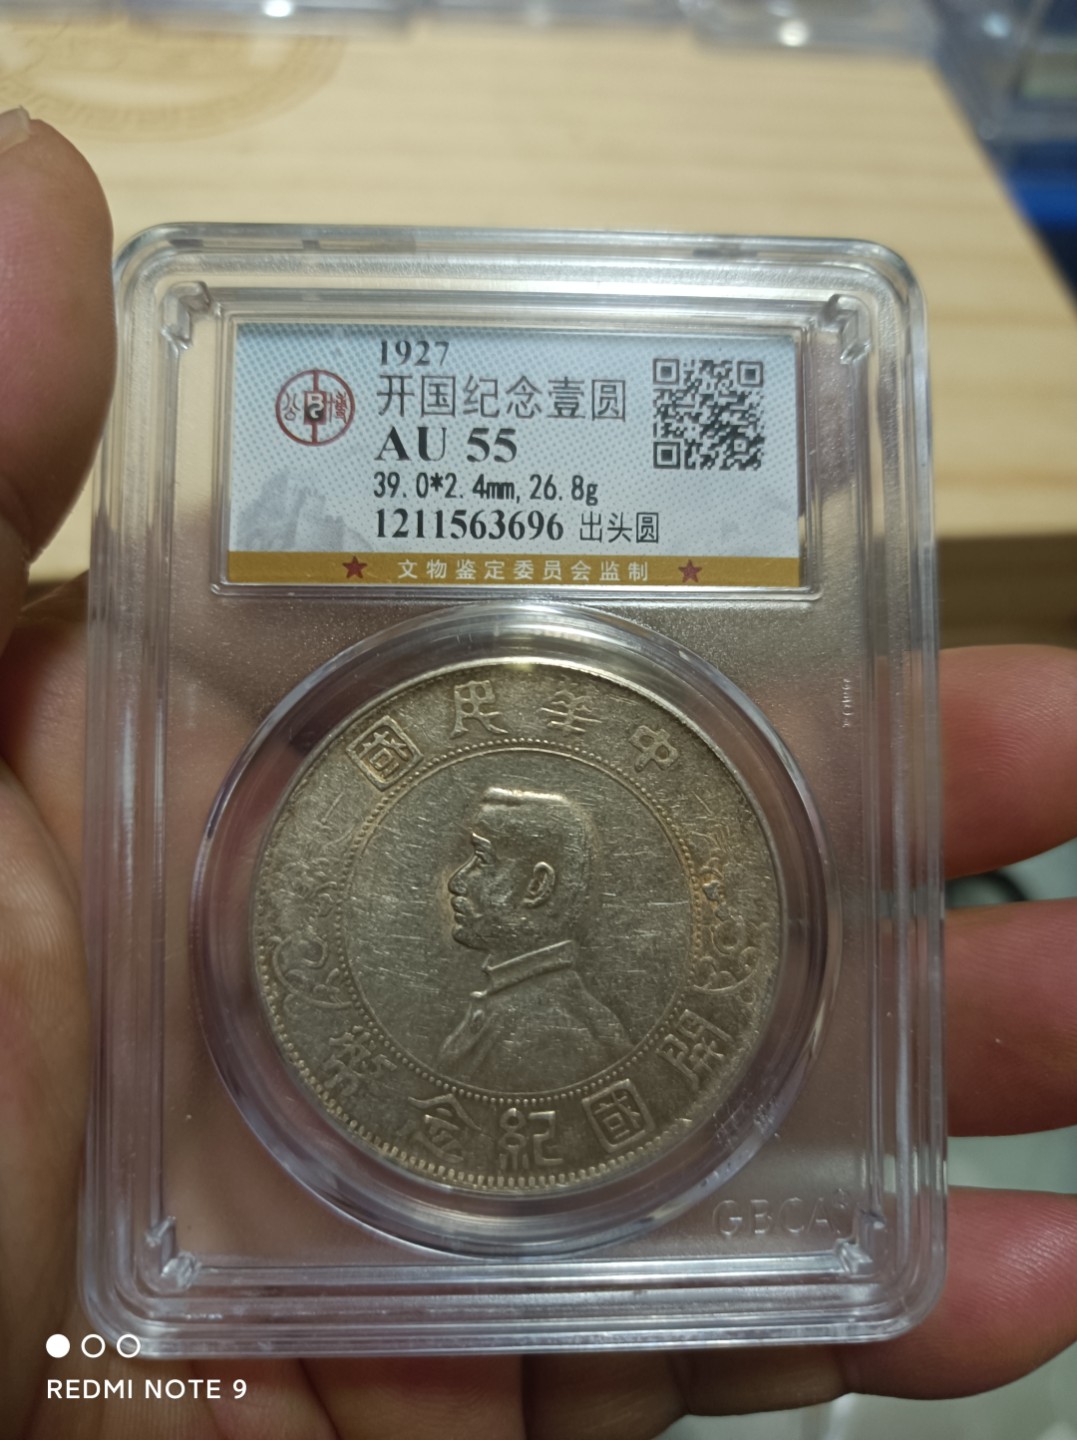 1927
开国纪念壹圆
公博
AU 55
39.0*2.4mm,26.8g
1211563696 出头圆
★ 文物鉴定委员会监制 ★
中華民國
開國紀念幣
GBCA
REDMI NOTE 9